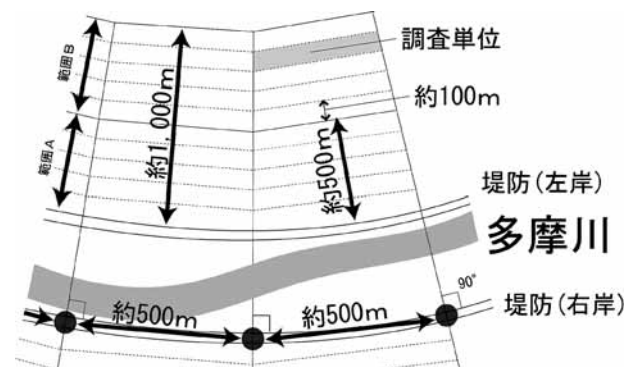 範囲B
範囲A
約1,000m
調査単位
約100m
約500m
堤防(左岸)
多摩川
90°
堤防(右岸)
約500m
約500m